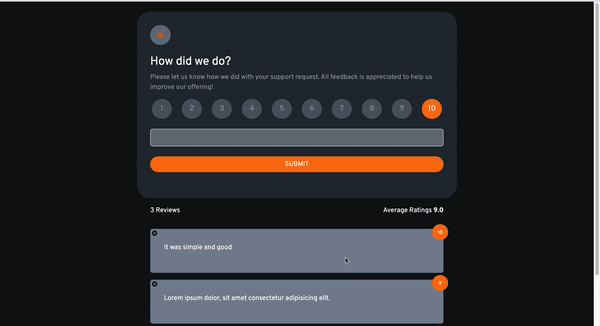 How did we do?
Please let us know how we did with your support request. All feedback is appreciated to help us
improve our offering!
1 2 3 4 5 6 7 8 9 10
SUBMIT
3 Reviews Average Ratings 9.0
10
It was simple and good
9
Lorem ipsum dolor, sit amet consectetur adipisicing elit.